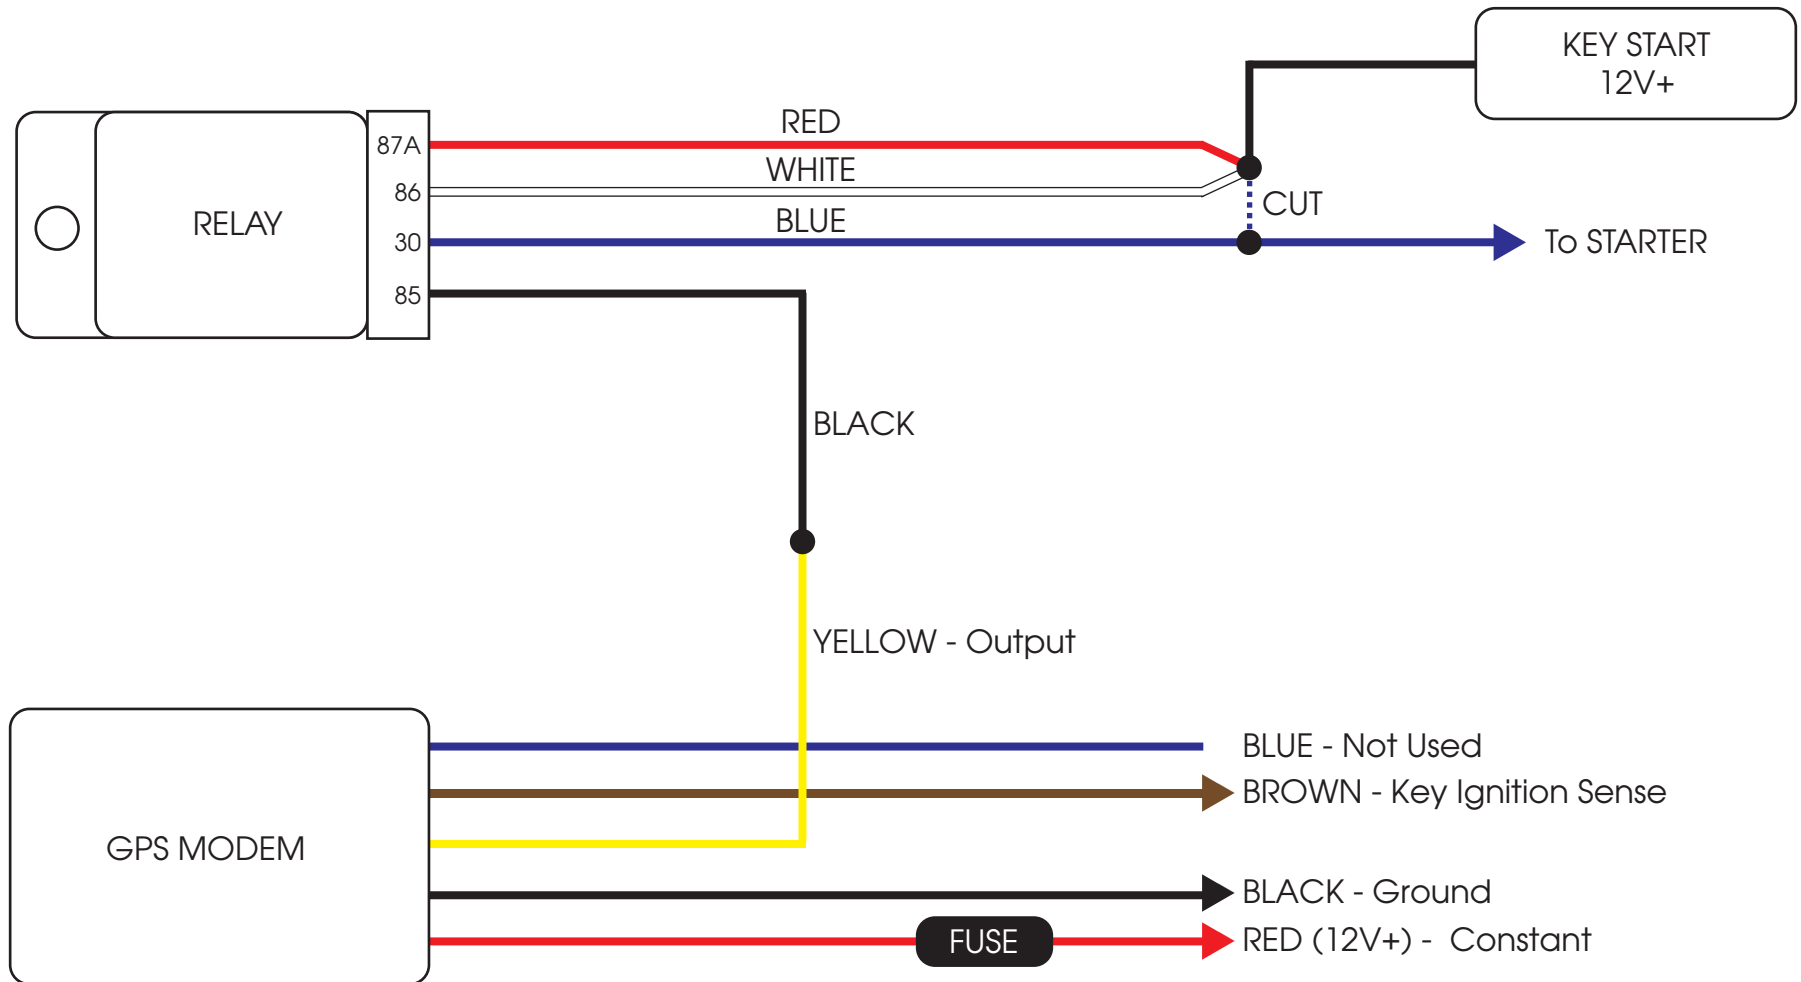 KEY START
12V+
RED
87A
WHITE
86
CUT
RELAY
BLUE
30
To STARTER
85
BLACK
YELLOW - Output
BLUE - Not Used
BROWN - Key Ignition Sense
GPS MODEM
BLACK - Ground
FUSE
RED (12V+) - Constant